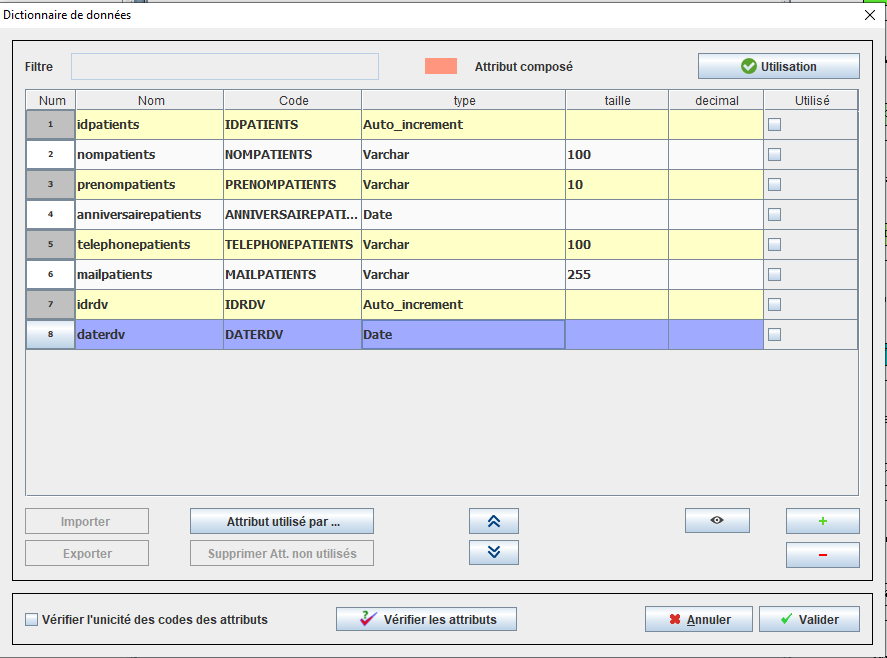 Dictionnaire de données
Filtre Attribut composé Utilisation
Num Nom Code type taille decimal Utilisé
1 idpatients IDPATIENTS Auto_increment
2 nompatients NOMPATIENTS Varchar 100
3 prenompatients PRENOMPATIENTS Varchar 10
4 anniversairepatients ANNIVERSAIREPATI... Date
5 telephonepatients TELEPHONEPATIENTS Varchar 100
6 mailpatients MAILPATIENTS Varchar 255
7 idrdv IDRDV Auto_increment
8 daterdv DATERDV Date
Importer Attribut utilisé par ...
Exporter Supprimer Att. non utilisés
Vérifier l'unicité des codes des attributs Vérifier les attributs Annuler Valider